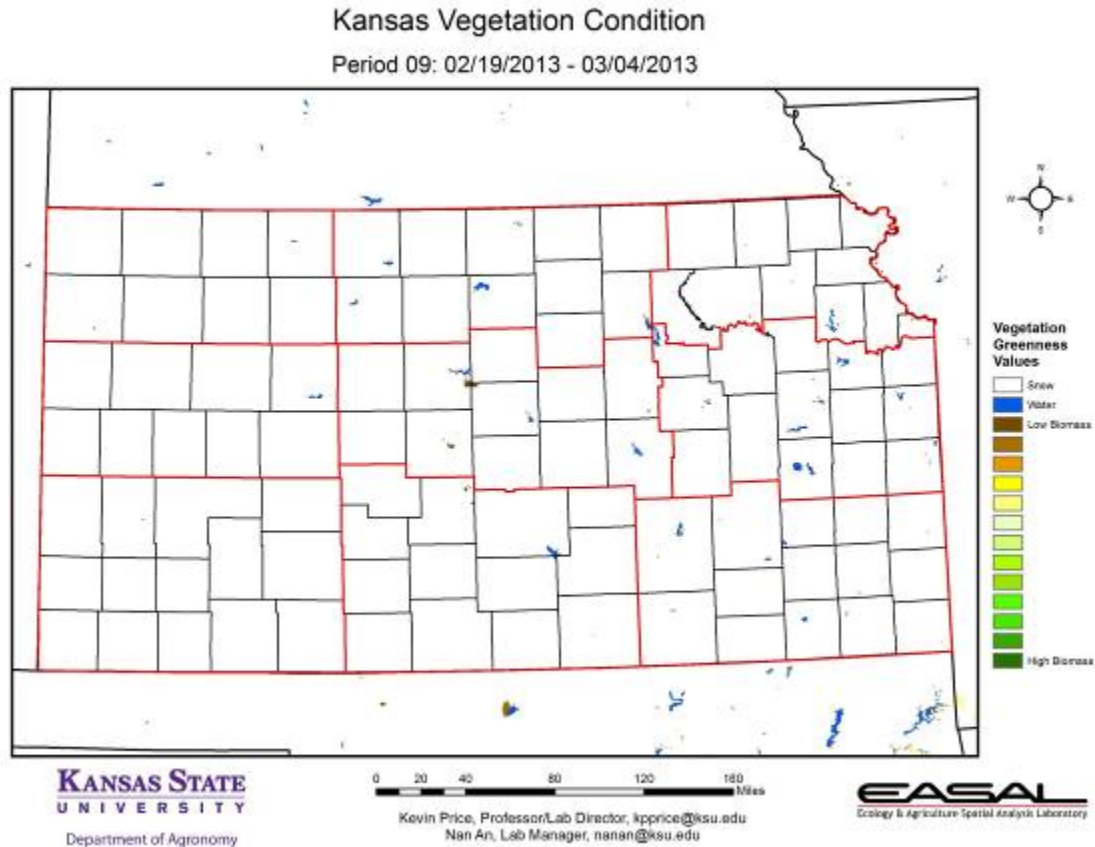 Kansas Vegetation Condition
Period 09: 02/19/2013 - 03/04/2013
N
W E
S
Vegetation
Greenness
Values
Snow
Water
Low Biomass
High Biomass
KANSAS STATE
UNIVERSITY
Department of Agronomy
0 20 40 80 120 160
Miles
Kevin Price, Professor/Lab Director, kpprice@ksu.edu
Nan An, Lab Manager, nanan@ksu.edu
EASAL
Ecology & Agriculture Spatial Analysis Laboratory